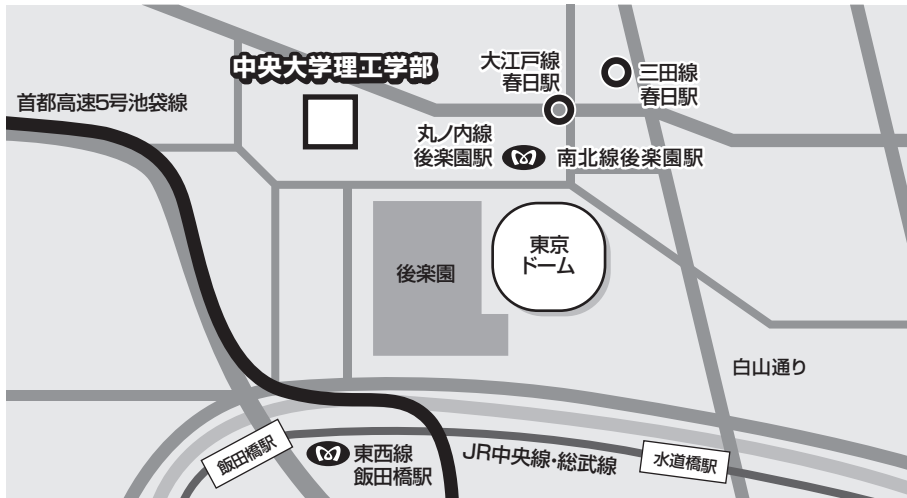 中央大学理工学部
大江戸線
春日駅
三田線
春日駅
首都高速5号池袋線
丸ノ内線
後楽園駅
南北線後楽園駅
東京
ドーム
後楽園
白山通り
飯田橋駅
東西線
飯田橋駅
JR中央線・総武線
水道橋駅